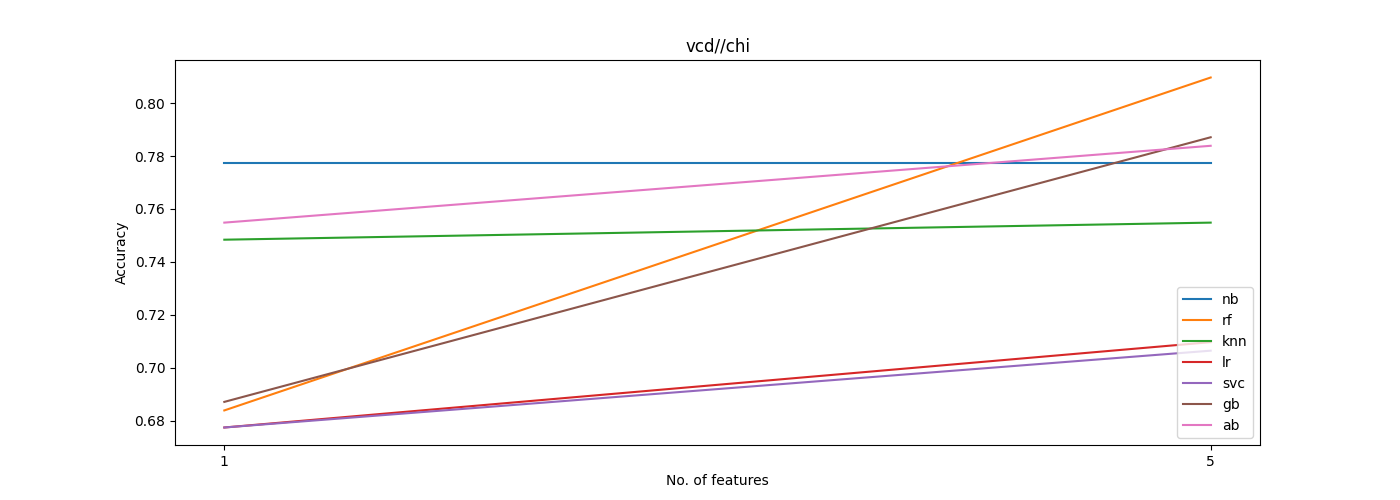 vcd//chi
Accuracy
0.80
0.78
0.76
0.74
0.72
0.70
0.68
1
5
No. of features
nb
rf
knn
lr
svc
gb
ab